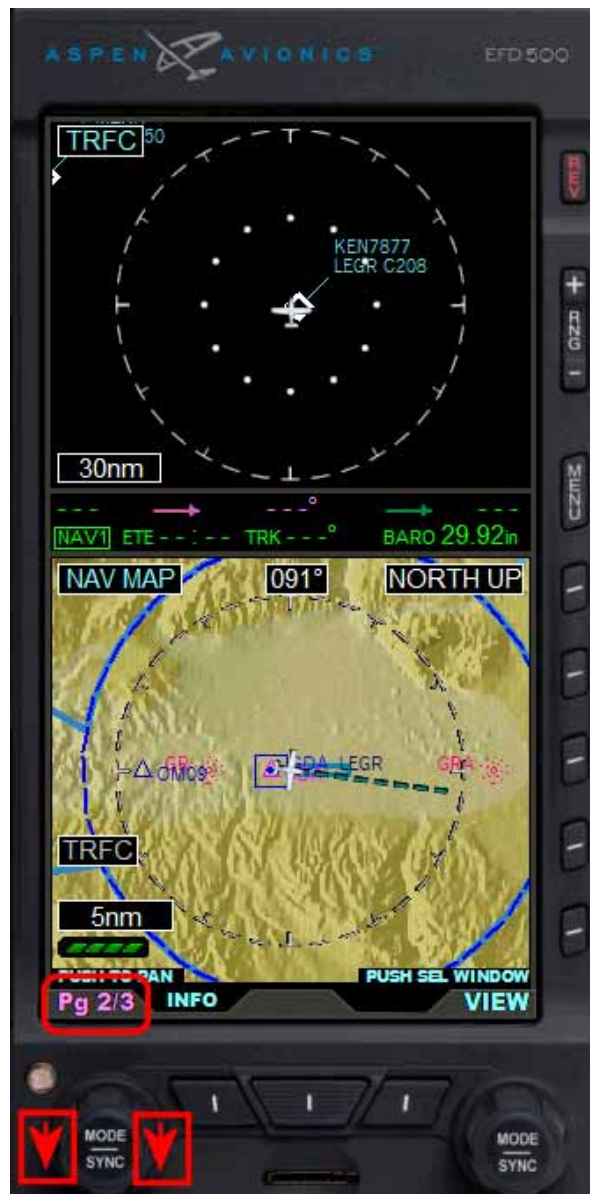 ASPEN AVIONICS EFD500
TRFC 50
REV
KEN7877
LEGR C208
+
RNG
-
30nm
MENU
--- ---° ---
NAV1 ETE --:-- TRK ---° BARO 29.92in
NAV MAP 091° NORTH UP
GR OM09 LEGR GRA
TRFC
5nm
PUSH TO PAN PUSH SEL WINDOW
Pg 2/3 INFO VIEW
MODE
SYNC
MODE
SYNC